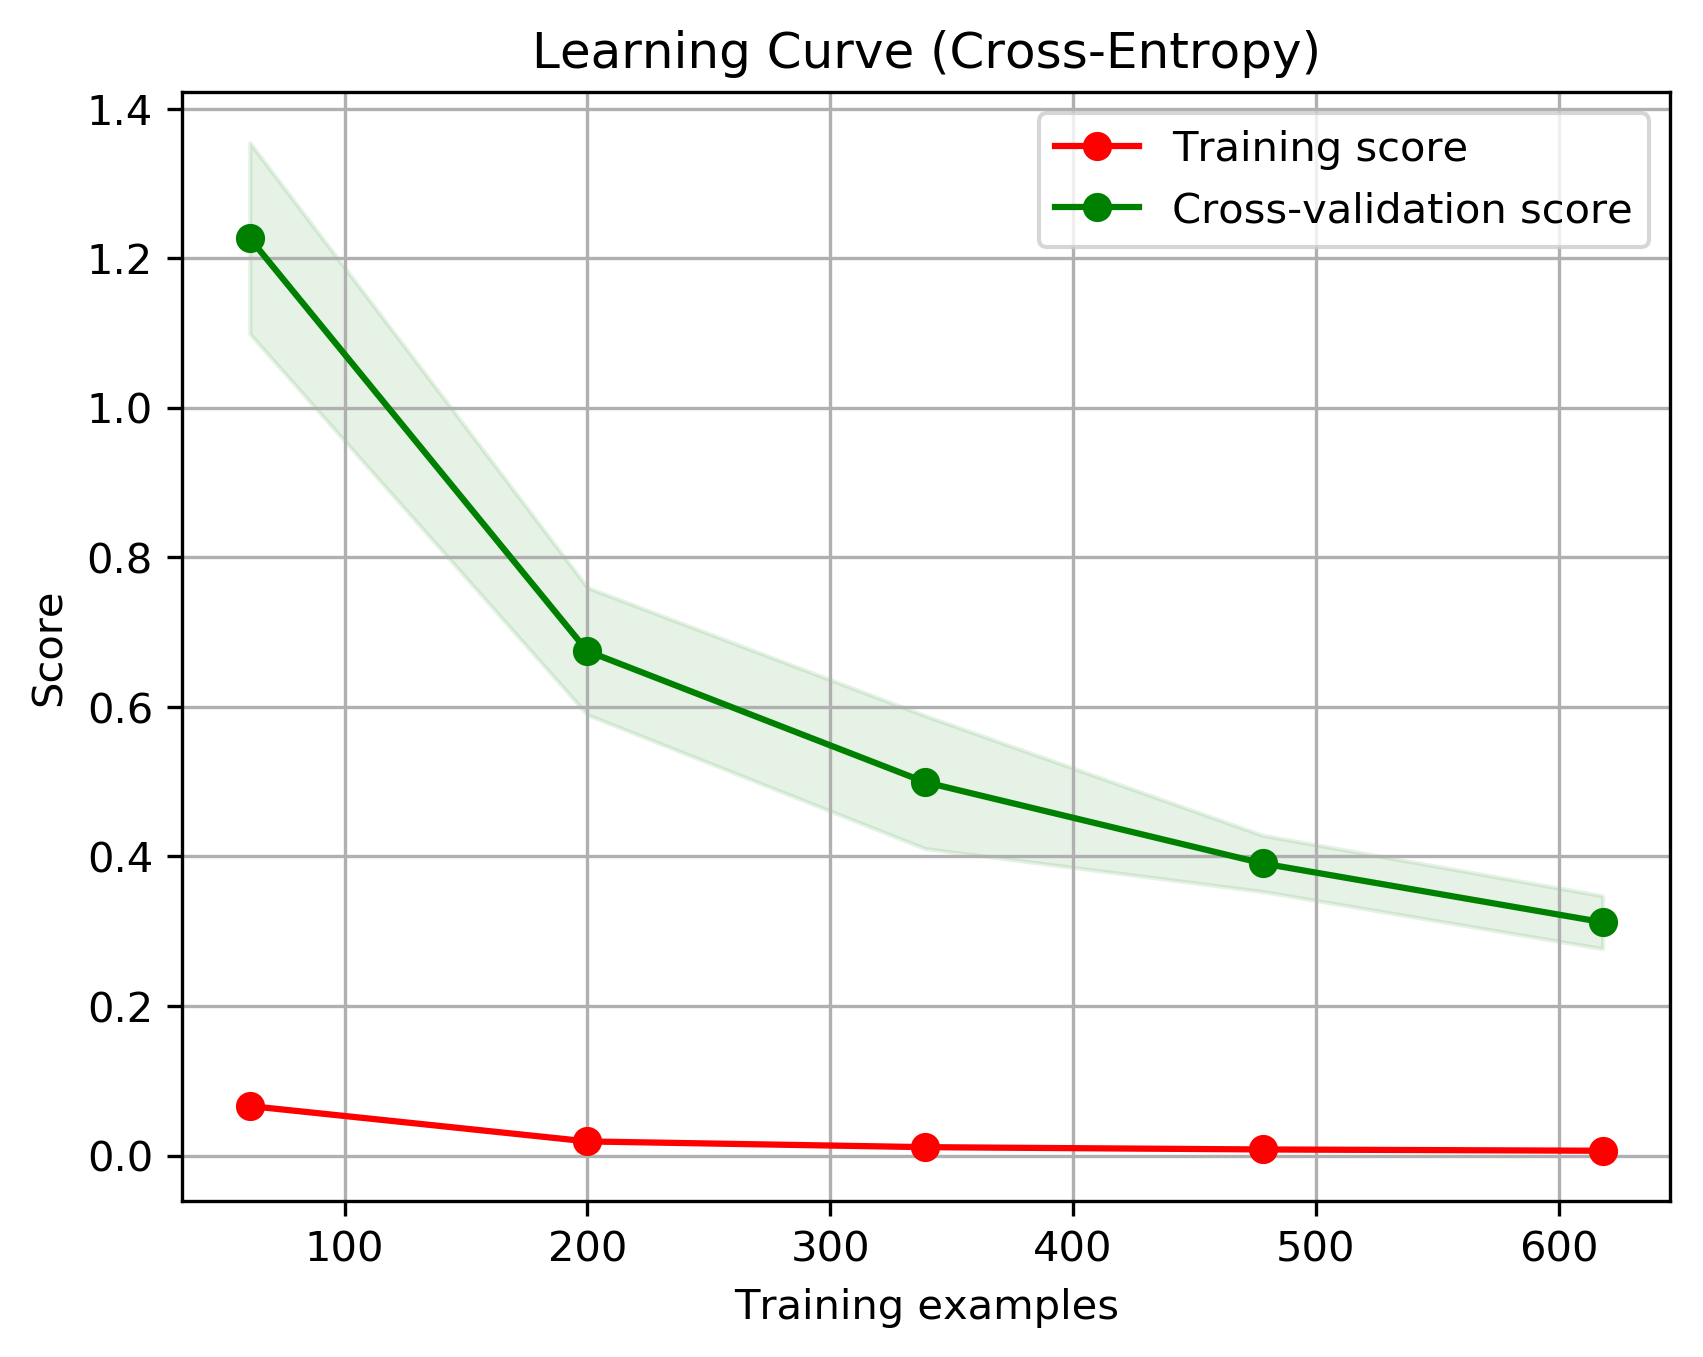 Learning Curve (Cross-Entropy)
Training score
Cross-validation score
1.4
1.2
1.0
0.8
0.6
0.4
0.2
0.0
Score
100 200 300 400 500 600
Training examples